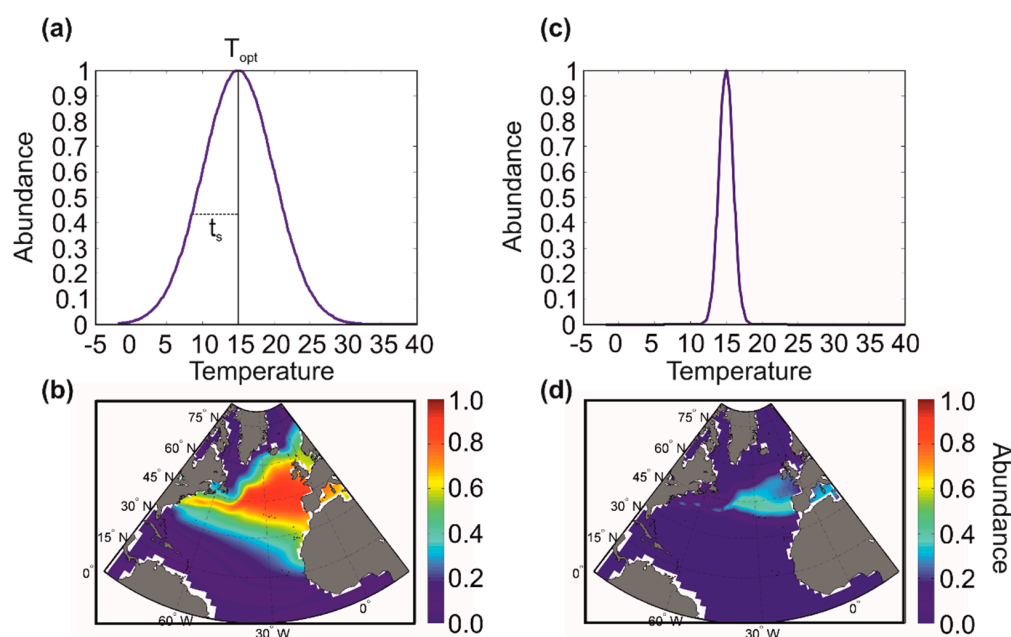 (a)
T_opt
1
0.9
0.8
0.7
0.6
0.5
0.4
0.3
0.2
0.1
0
Abundance
t_s
-5 0 5 10 15 20 25 30 35 40
Temperature
(c)
1
0.9
0.8
0.7
0.6
0.5
0.4
0.3
0.2
0.1
0
Abundance
-5 0 5 10 15 20 25 30 35 40
Temperature
(b)
75° N
60° N
45° N
30° N
15° N
0°
60° W
30° W
0°
1.0
0.8
0.6
0.4
0.2
0.0
(d)
75° N
60° N
45° N
30° N
15° N
0°
60° W
30° W
0°
1.0
0.8
0.6
0.4
0.2
0.0
Abundance